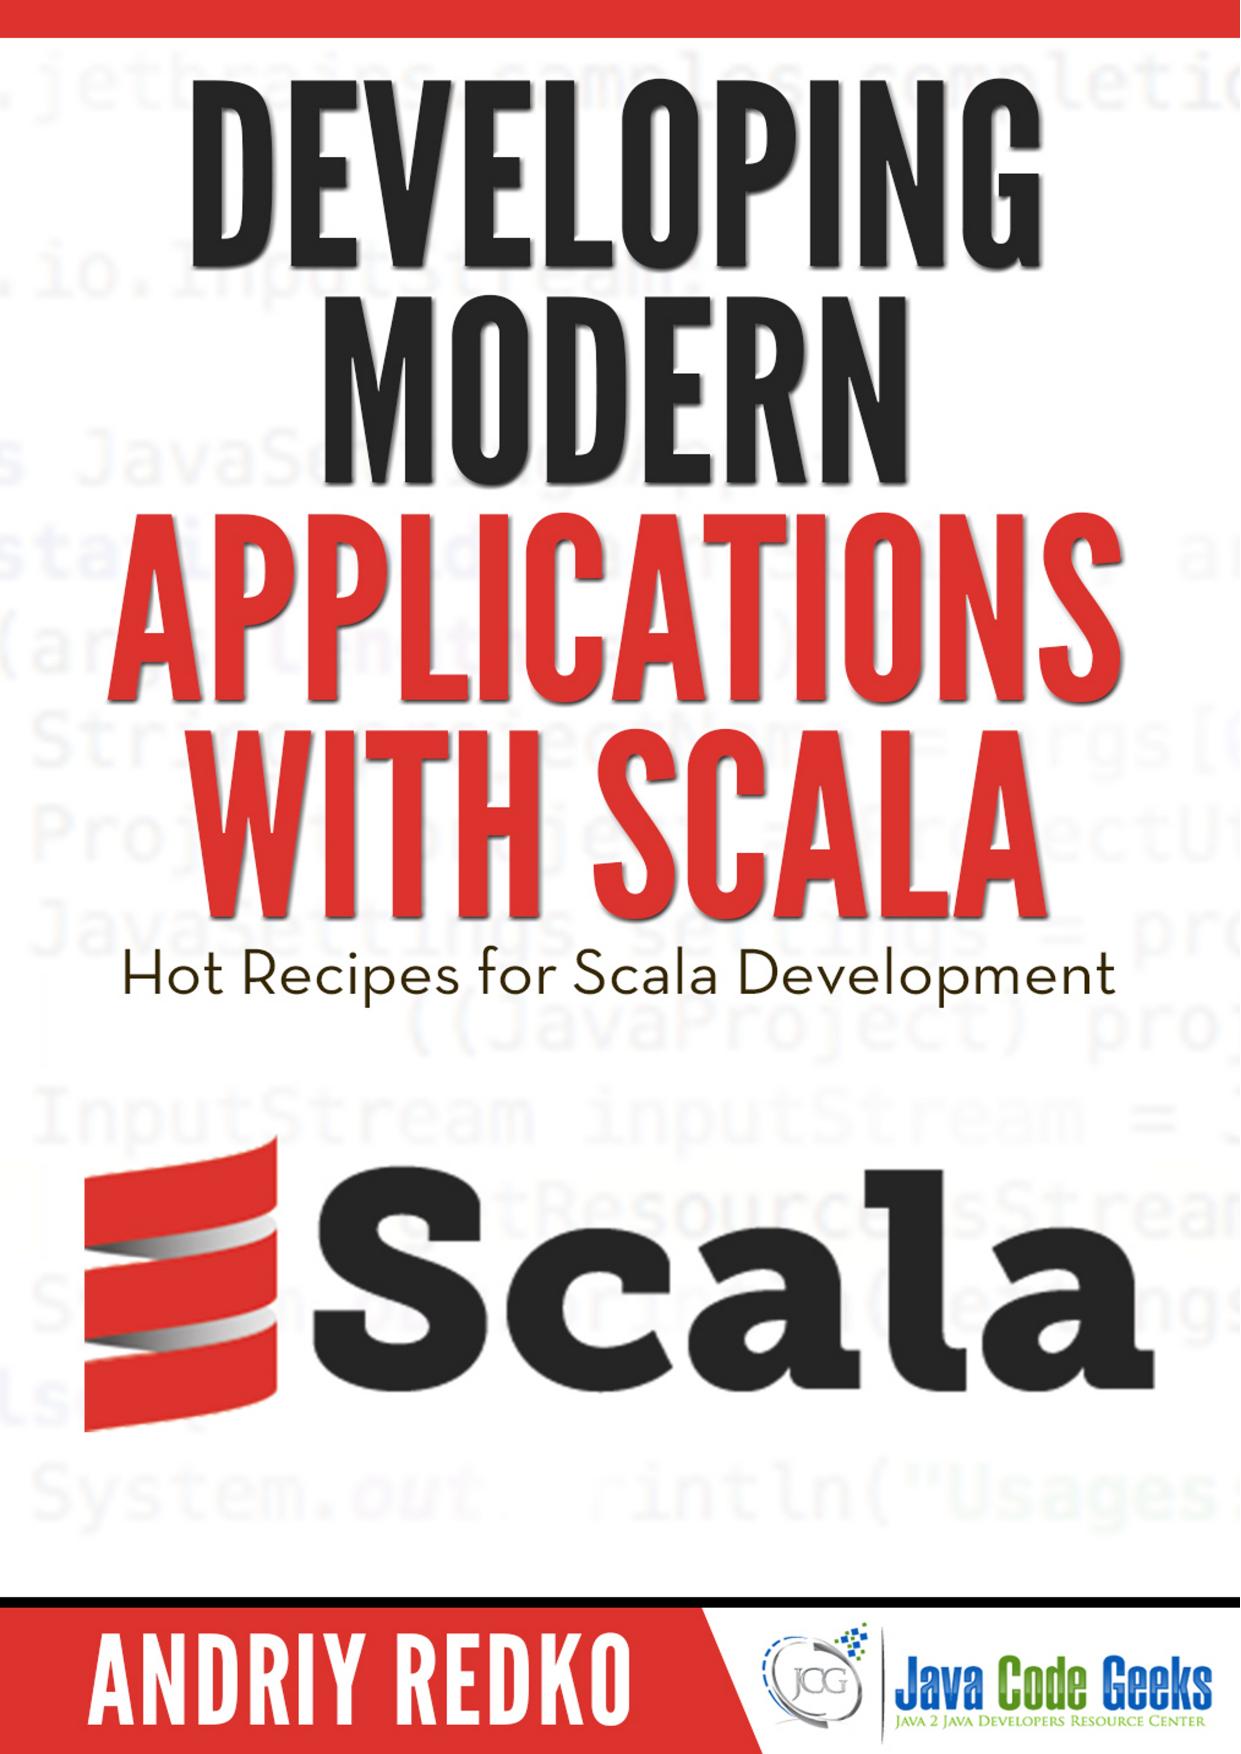 DEVELOPING
MODERN
APPLICATIONS
WITH SCALA
Hot Recipes for Scala Development
Scala
ANDRIY REDKO
JCG
Java Code Geeks
JAVA 2 JAVA DEVELOPERS RESOURCE CENTER